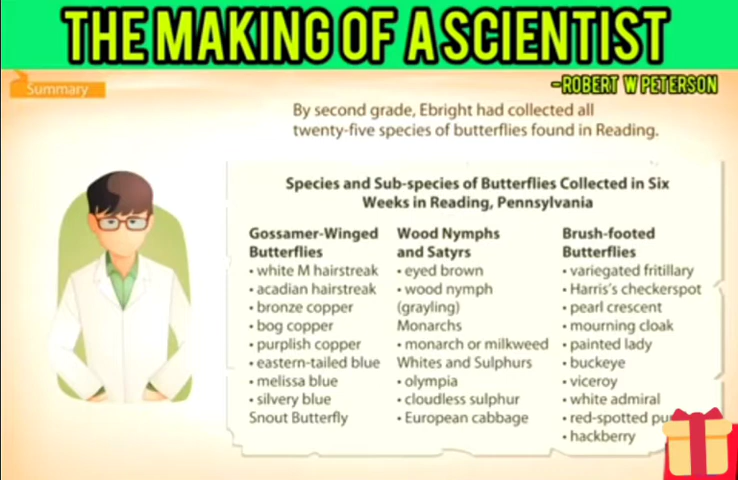 THE MAKING OF A SCIENTIST
-ROBERT W PETERSON
Summary
By second grade, Ebright had collected all
twenty-five species of butterflies found in Reading.
Species and Sub-species of Butterflies Collected in Six
Weeks in Reading, Pennsylvania
Gossamer-Winged
Butterflies
• white M hairstreak
• acadian hairstreak
• bronze copper
• bog copper
• purplish copper
• eastern-tailed blue
• melissa blue
• silvery blue
Snout Butterfly
Wood Nymphs
and Satyrs
• eyed brown
• wood nymph
(grayling)
Monarchs
• monarch or milkweed
Whites and Sulphurs
• olympia
• cloudless sulphur
• European cabbage
Brush-footed
Butterflies
• variegated fritillary
• Harris's checkerspot
• pearl crescent
• mourning cloak
• painted lady
• buckeye
• viceroy
• white admiral
• red-spotted
• hackberry